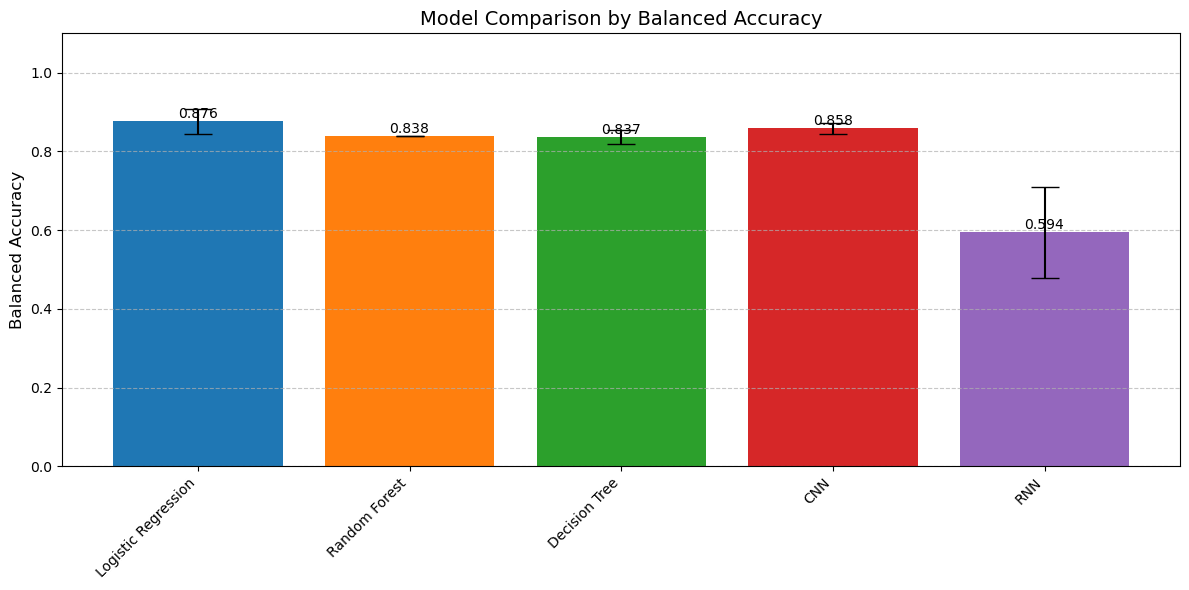 Model Comparison by Balanced Accuracy
Balanced Accuracy
1.0
0.8
0.6
0.4
0.2
0.0
0.876
0.838
0.837
0.858
0.594
Logistic Regression
Random Forest
Decision Tree
CNN
RNN